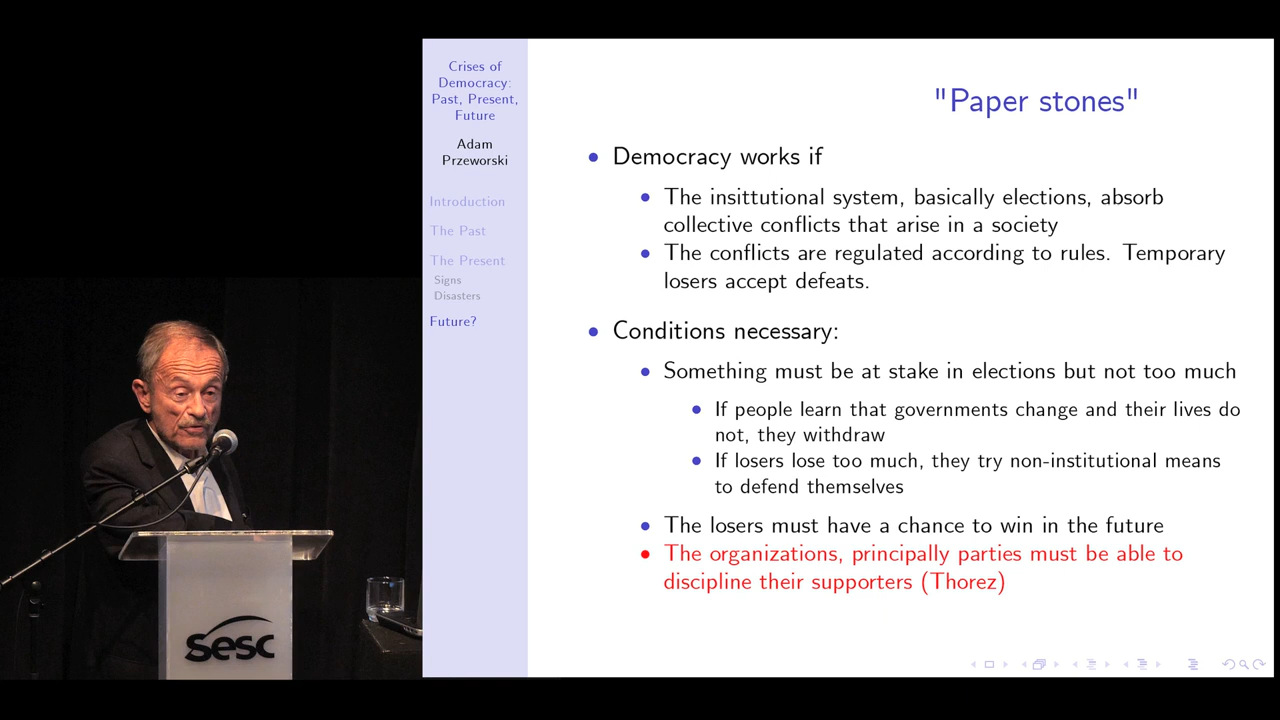 Crises of
Democracy:
Past, Present,
Future
Adam
Przeworski
Introduction
The Past
The Present
Signs
Disasters
Future?
"Paper stones"
• Democracy works if
• The insittutional system, basically elections, absorb
collective conflicts that arise in a society
• The conflicts are regulated according to rules. Temporary
losers accept defeats.
• Conditions necessary:
• Something must be at stake in elections but not too much
• If people learn that governments change and their lives do
not, they withdraw
• If losers lose too much, they try non-institutional means
to defend themselves
• The losers must have a chance to win in the future
• The organizations, principally parties must be able to
discipline their supporters (Thorez)
sesc